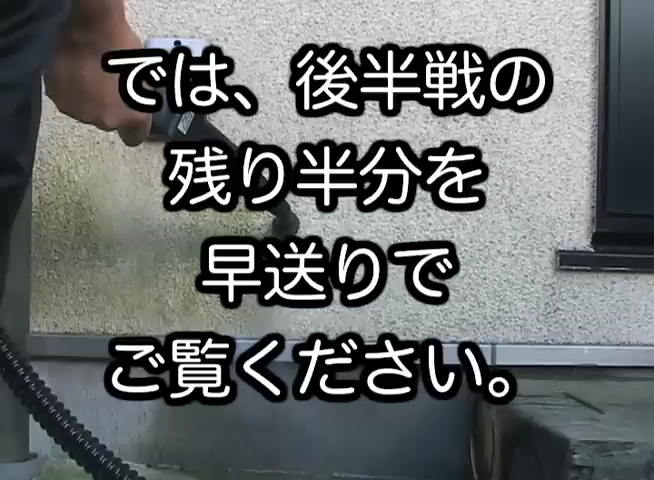 では、後半戦の
残り半分を
早送りで
ご覧ください。